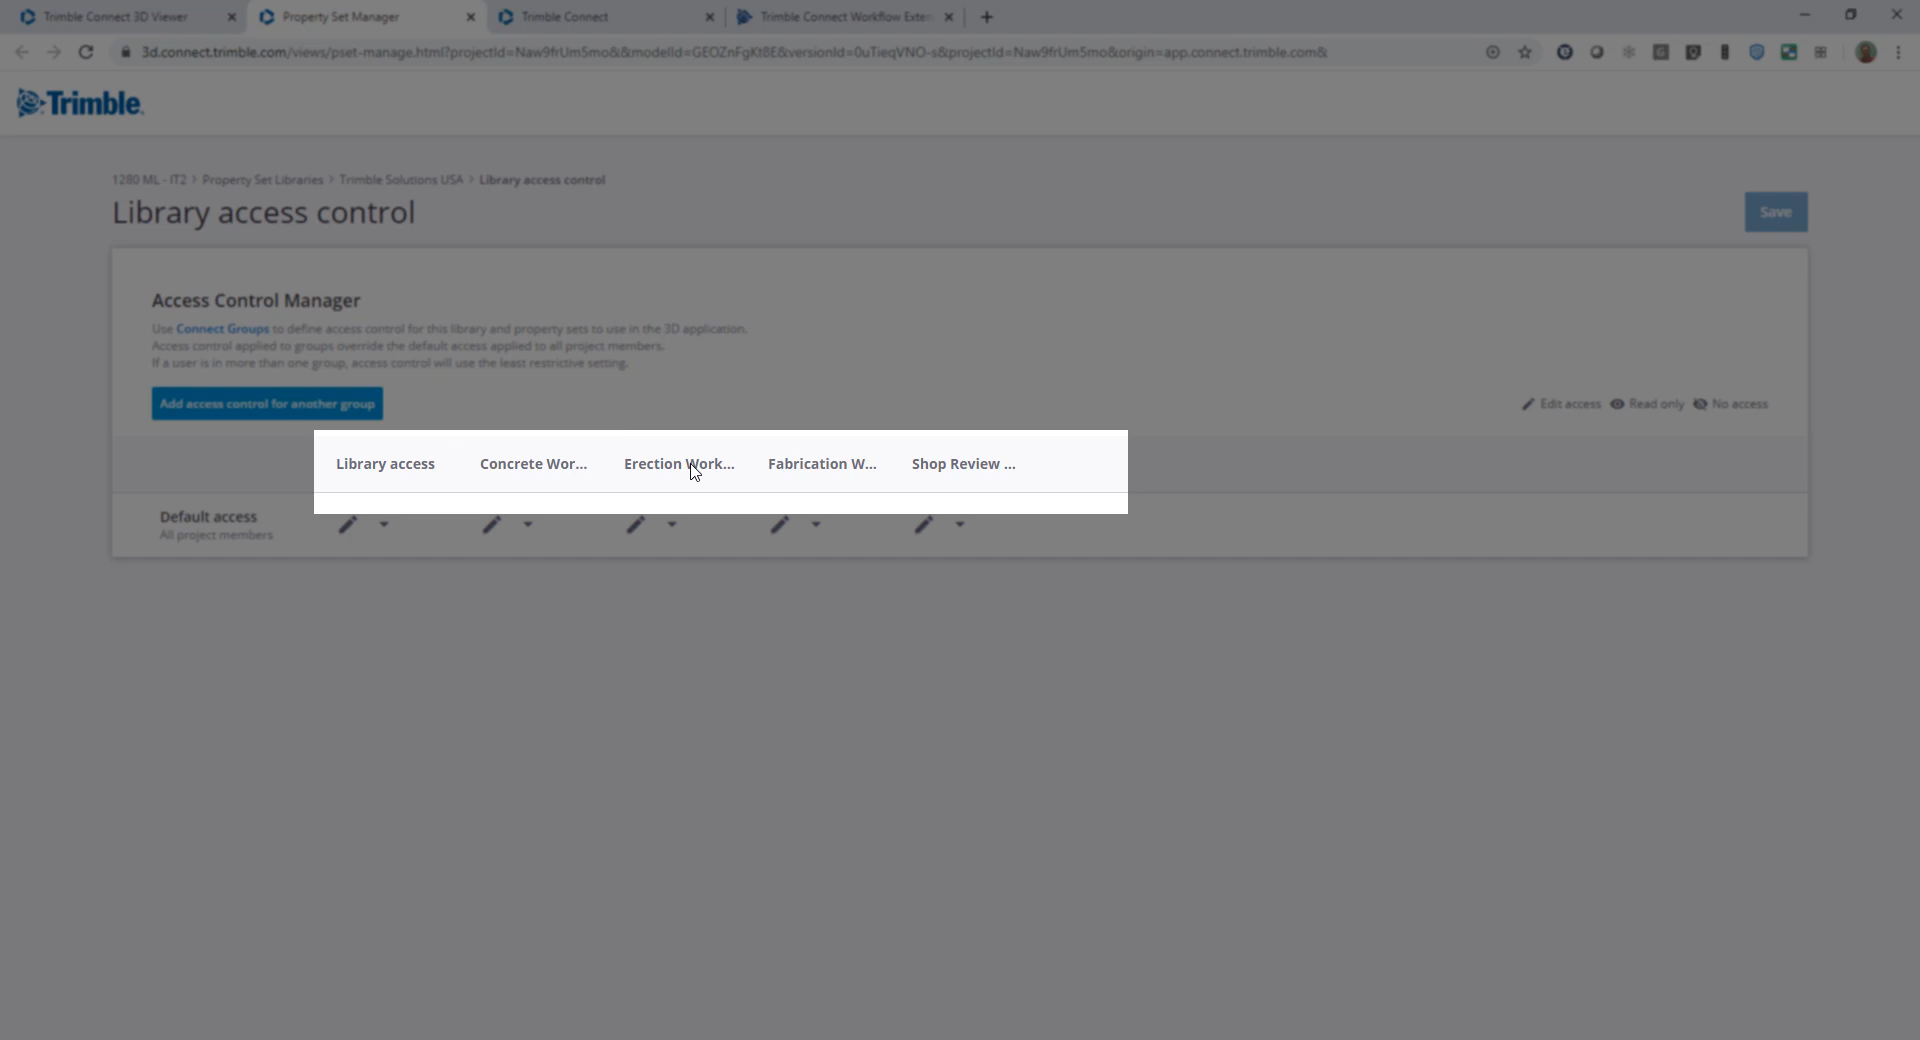 Trimble Connect 3D Viewer
Property Set Manager
Trimble Connect
Trimble Connect Workflow Exten
3d.connect.trimble.com/views/pset-manage.html?projectId=Naw9frUm5mo&&modelId=GEOZnFgKt8E&versionId=0uTieqVNO-s&projectId=Naw9frUm5mo&origin=app.connect.trimble.com&
Trimble
1280 ML - IT2 > Property Set Libraries > Trimble Solutions USA > Library access control
Library access control
Save
Access Control Manager
Use Connect Groups to define access control for this library and property sets to use in the 3D application.
Access control applied to groups override the default access applied to all project members.
If a user is in more than one group, access control will use the least restrictive setting.
Add access control for another group
Edit access Read only No access
Library access Concrete Wor... Erection Work... Fabrication W... Shop Review ...
Default access
All project members